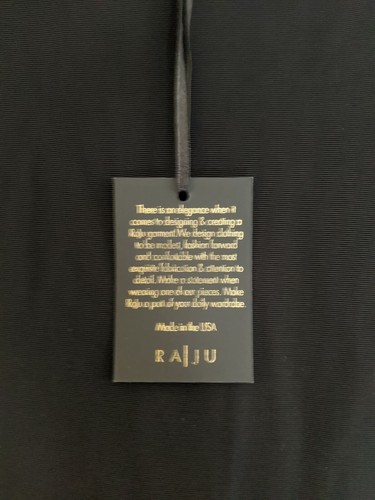 There is an elegance when it
comes to designing & creating a
Raju garment. We design clothing
to be modest, fashion forward
and comfortable with the most
exquisite fabrication & attention to
detail. Make a statement when
wearing one of our pieces. Make
Raju a part of your daily wardrobe.
Made in the USA
RA|JU